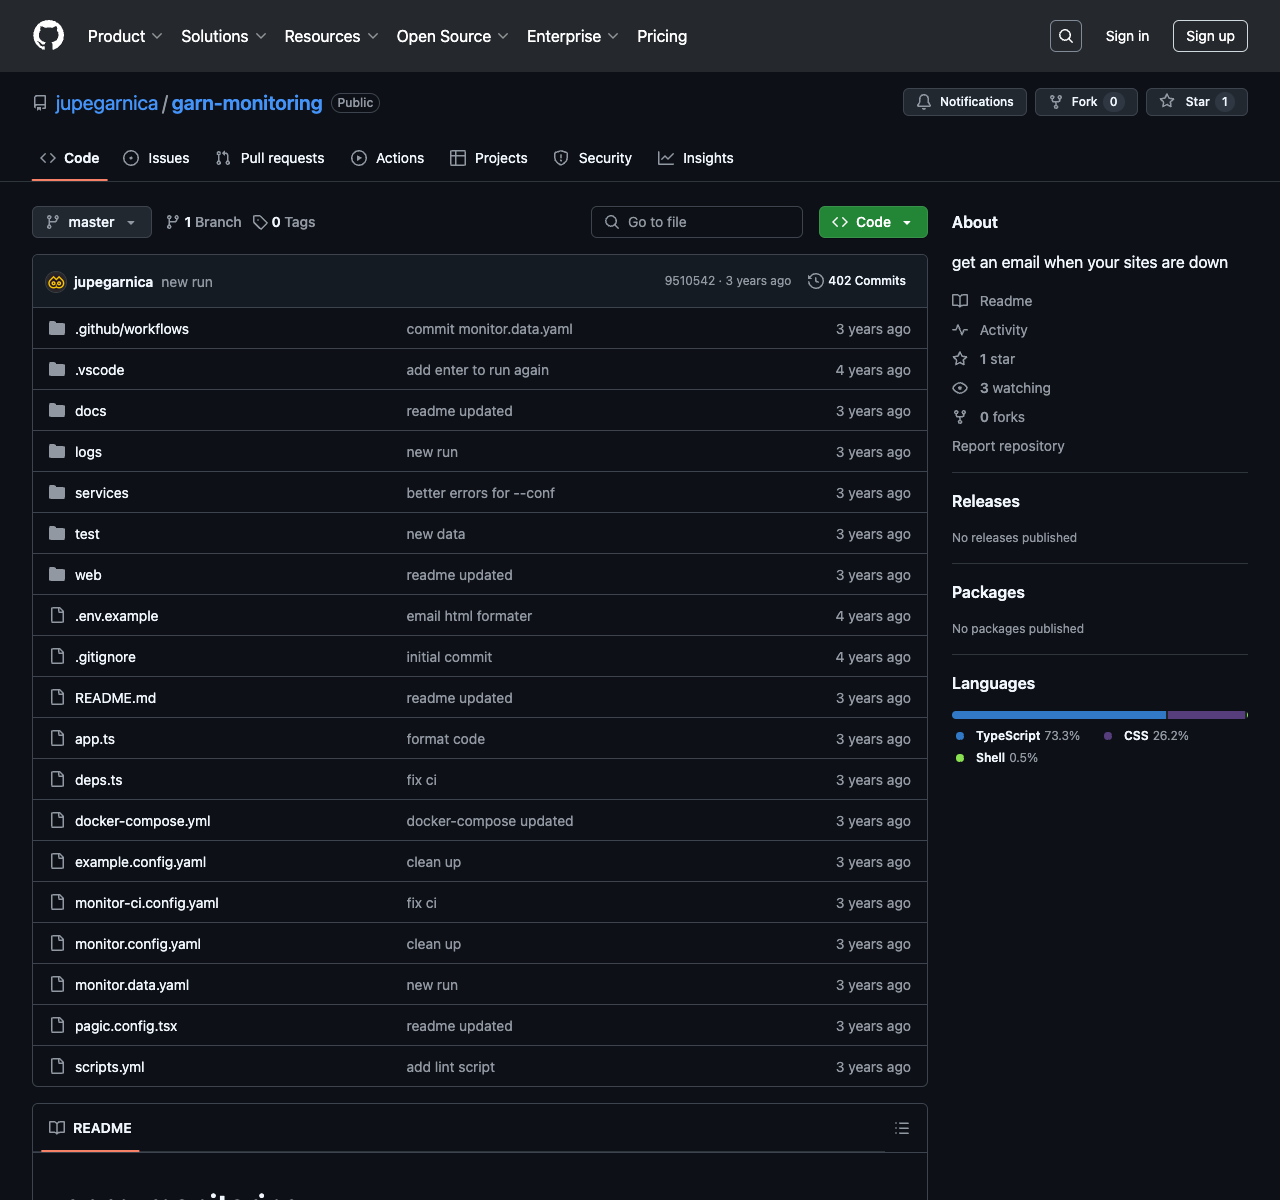 Product Solutions Resources Open Source Enterprise Pricing Sign in Sign up
jupegarnica / garn-monitoring Public Notifications Fork 0 Star 1
Code Issues Pull requests Actions Projects Security Insights
master 1 Branch 0 Tags Go to file Code
jupegarnica new run 9510542 · 3 years ago 402 Commits
.github/workflows commit monitor.data.yaml 3 years ago
.vscode add enter to run again 4 years ago
docs readme updated 3 years ago
logs new run 3 years ago
services better errors for --conf 3 years ago
test new data 3 years ago
web readme updated 3 years ago
.env.example email html formater 4 years ago
.gitignore initial commit 4 years ago
README.md readme updated 3 years ago
app.ts format code 3 years ago
deps.ts fix ci 3 years ago
docker-compose.yml docker-compose updated 3 years ago
example.config.yaml clean up 3 years ago
monitor-ci.config.yaml fix ci 3 years ago
monitor.config.yaml clean up 3 years ago
monitor.data.yaml new run 3 years ago
pagic.config.tsx readme updated 3 years ago
scripts.yml add lint script 3 years ago
README
About
get an email when your sites are down
Readme
Activity
1 star
3 watching
0 forks
Report repository
Releases
No releases published
Packages
No packages published
Languages
TypeScript 73.3% CSS 26.2%
Shell 0.5%